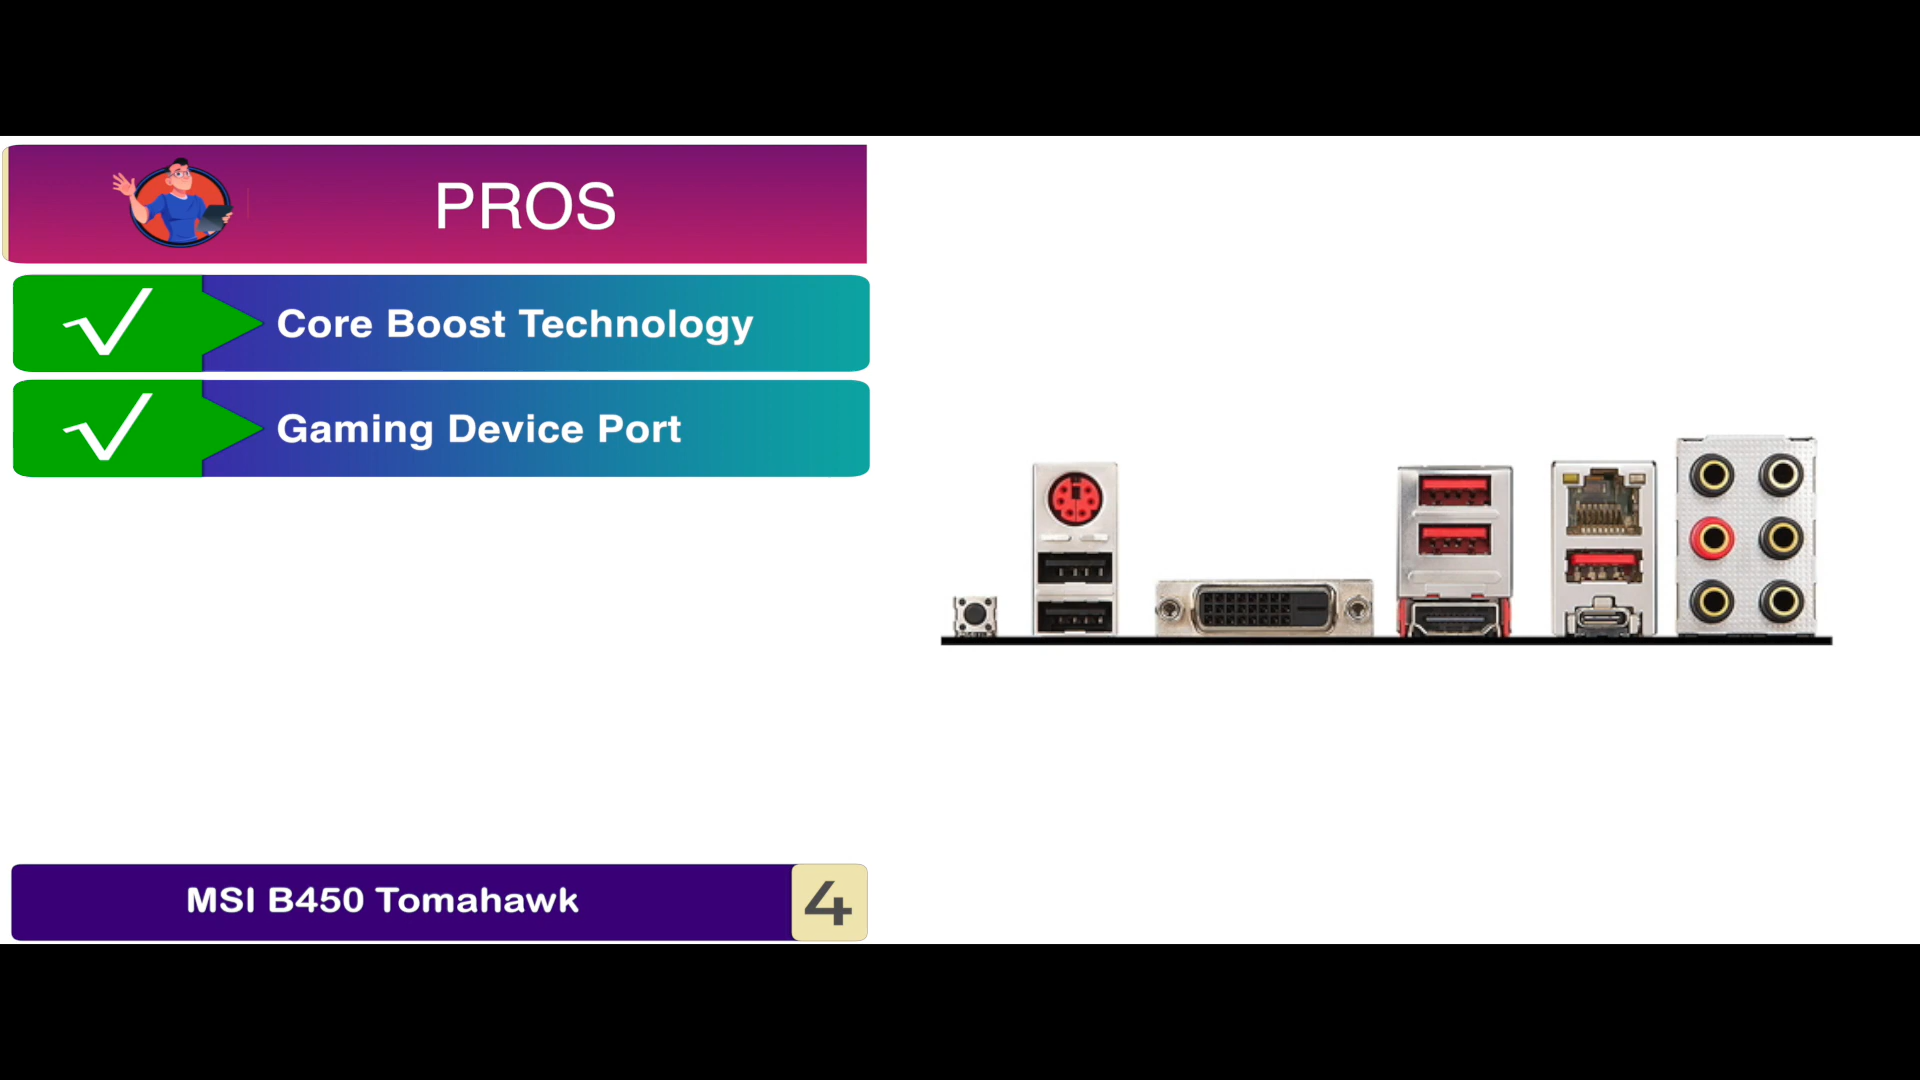 PROS
Core Boost Technology
Gaming Device Port
MSI B450 Tomahawk
4